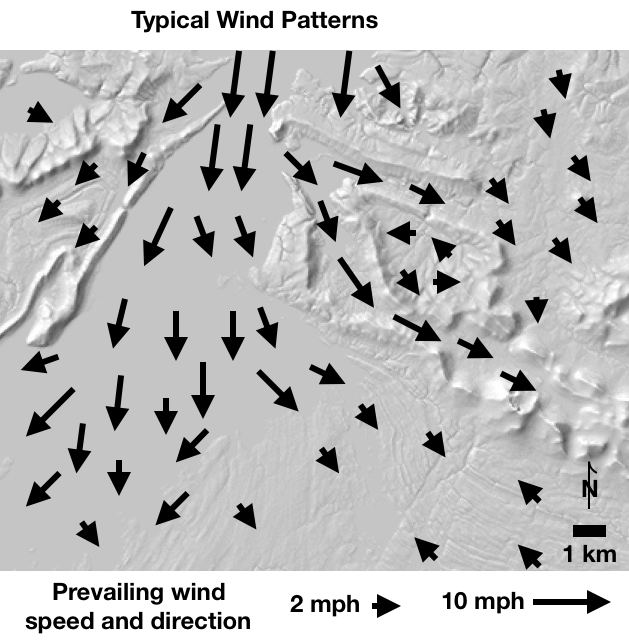 Typical Wind Patterns
N
1 km
Prevailing wind
speed and direction
2 mph
10 mph